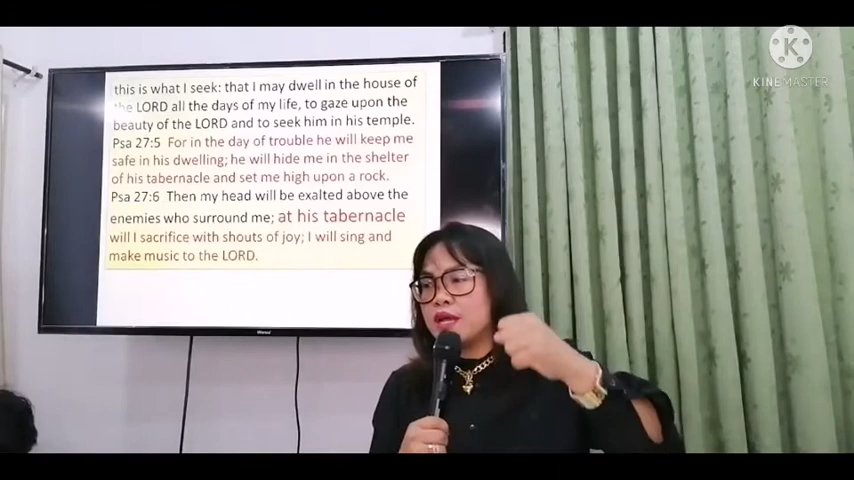 this is what I seek: that I may dwell in the house of
the LORD all the days of my life, to gaze upon the
beauty of the LORD and to seek him in his temple.
Psa 27:5 For in the day of trouble he will keep me
safe in his dwelling; he will hide me in the shelter
of his tabernacle and set me high upon a rock.
Psa 27:6 Then my head will be exalted above the
enemies who surround me; at his TABERNACLE
will I sacrifice with shouts of joy; I will sing and
make music to the LORD.
K
KINEMASTER